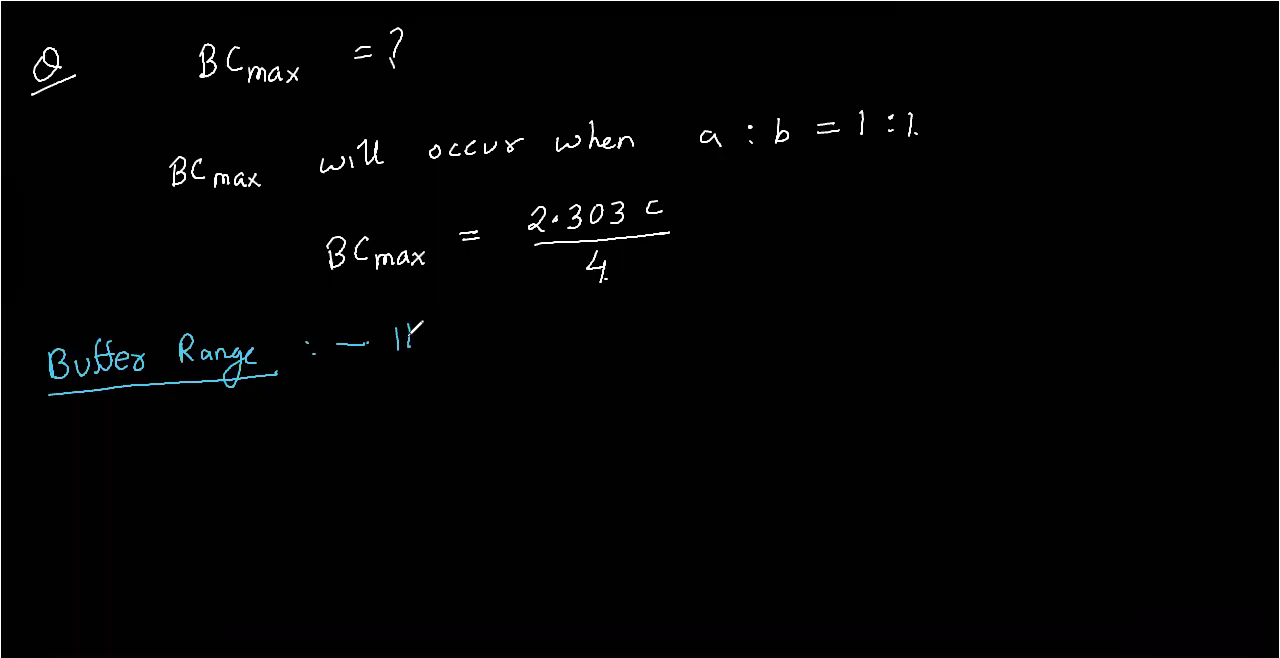 Q BCmax = ?
BCmax will occur when a : b = 1 : 1.
BCmax = 2.303 c / 4
Buffer Range : -